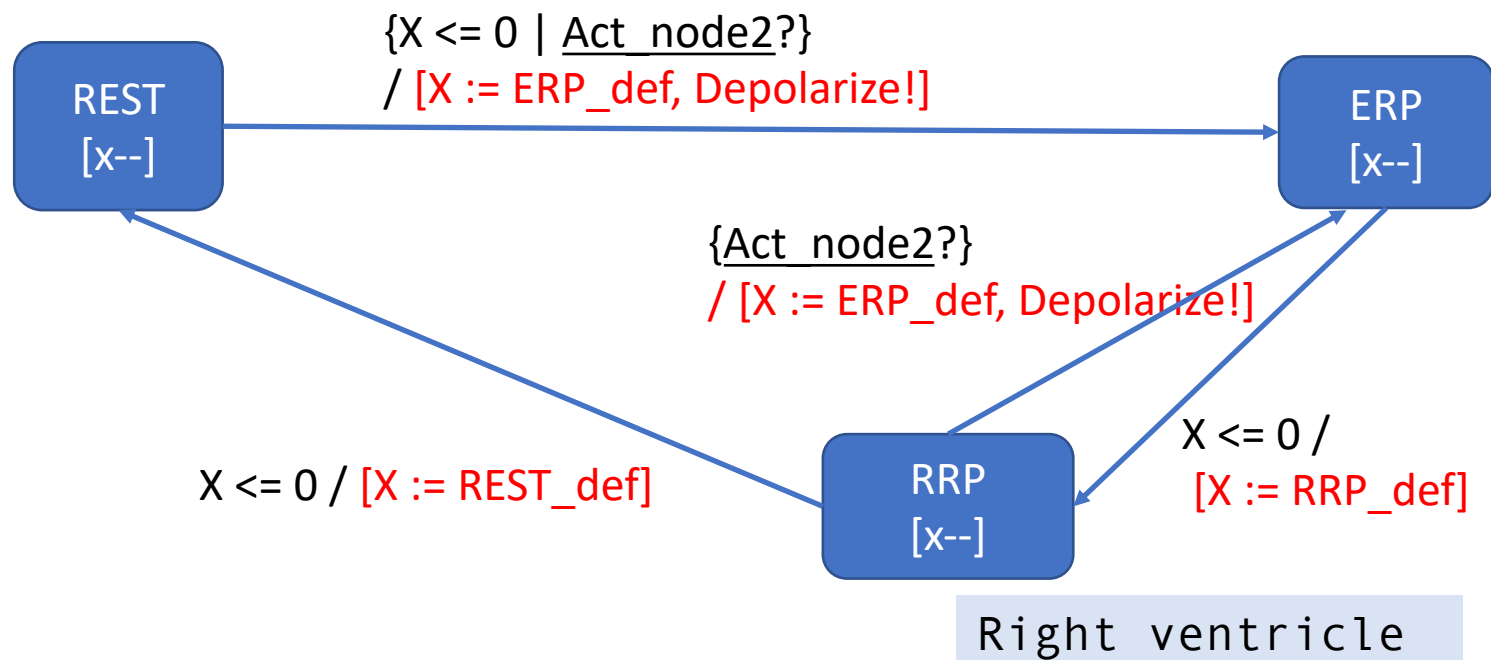 {X <= 0 | Act_node2?}
/ [X := ERP_def, Depolarize!]
REST
[x--]
ERP
[x--]
{Act_node2?}
/ [X := ERP_def, Depolarize!]
X <= 0 /
[X := RRP_def]
X <= 0 / [X := REST_def]
RRP
[x--]
Right ventricle